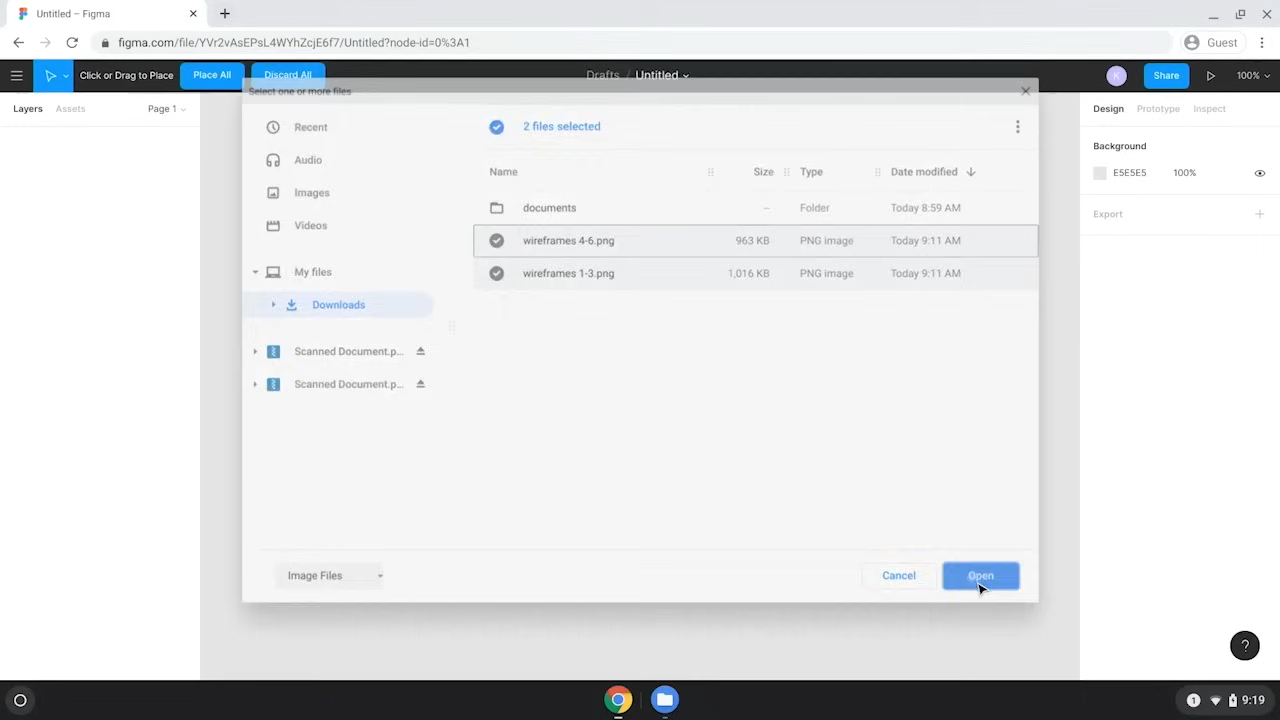 Untitled – Figma
figma.com/file/YVr2vAsEPsL4WYhZcjE6f7/Untitled?node-id=0%3A1
Guest
Click or Drag to Place
Place All
Discard All
Drafts / Untitled
K
Share
100%
Select one or more files
Layers
Assets
Page 1
Design
Prototype
Inspect
Recent
Audio
Images
Videos
My files
Downloads
Scanned Document.p...
Scanned Document.p...
2 files selected
Name Size Type Date modified
documents – Folder Today 8:59 AM
wireframes 4-6.png 963 KB PNG image Today 9:11 AM
wireframes 1-3.png 1,016 KB PNG image Today 9:11 AM
Image Files
Cancel
Open
Background
E5E5E5 100%
Export
?
1
9:19